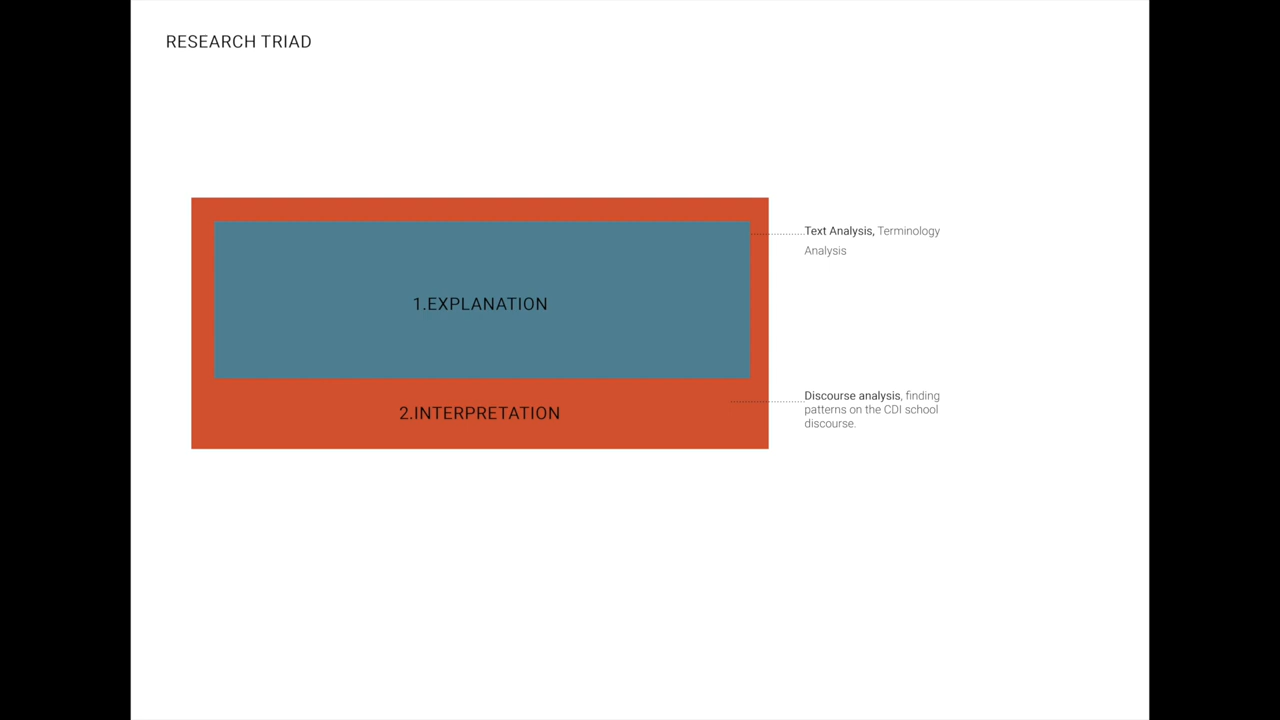 RESEARCH TRIAD
1.EXPLANATION
Text Analysis, Terminology
Analysis
2.INTERPRETATION
Discourse analysis, finding
patterns on the CDI school
discourse.